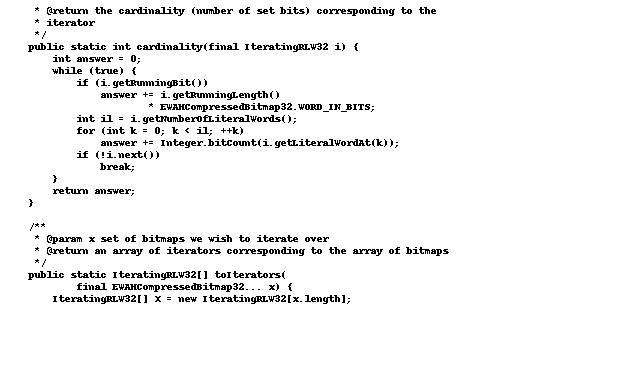 * @return the cardinality (number of set bits) corresponding to the
     * iterator
     */
    public static int cardinality(final IteratingRLW32 i) {
        int answer = 0;
        while (true) {
            if (i.getRunningBit())
                answer += i.getRunningLength()
                        * EWAHCompressedBitmap32.WORD_IN_BITS;
            int il = i.getNumberOfLiteralWords();
            for (int k = 0; k < il; ++k)
                answer += Integer.bitCount(i.getLiteralWordAt(k));
            if (!i.next())
                break;
        }
        return answer;
    }

    /**
     * @param x set of bitmaps we wish to iterate over
     * @return an array of iterators corresponding to the array of bitmaps
     */
    public static IteratingRLW32[] toIterators(
            final EWAHCompressedBitmap32... x) {
        IteratingRLW32[] X = new IteratingRLW32[x.length];